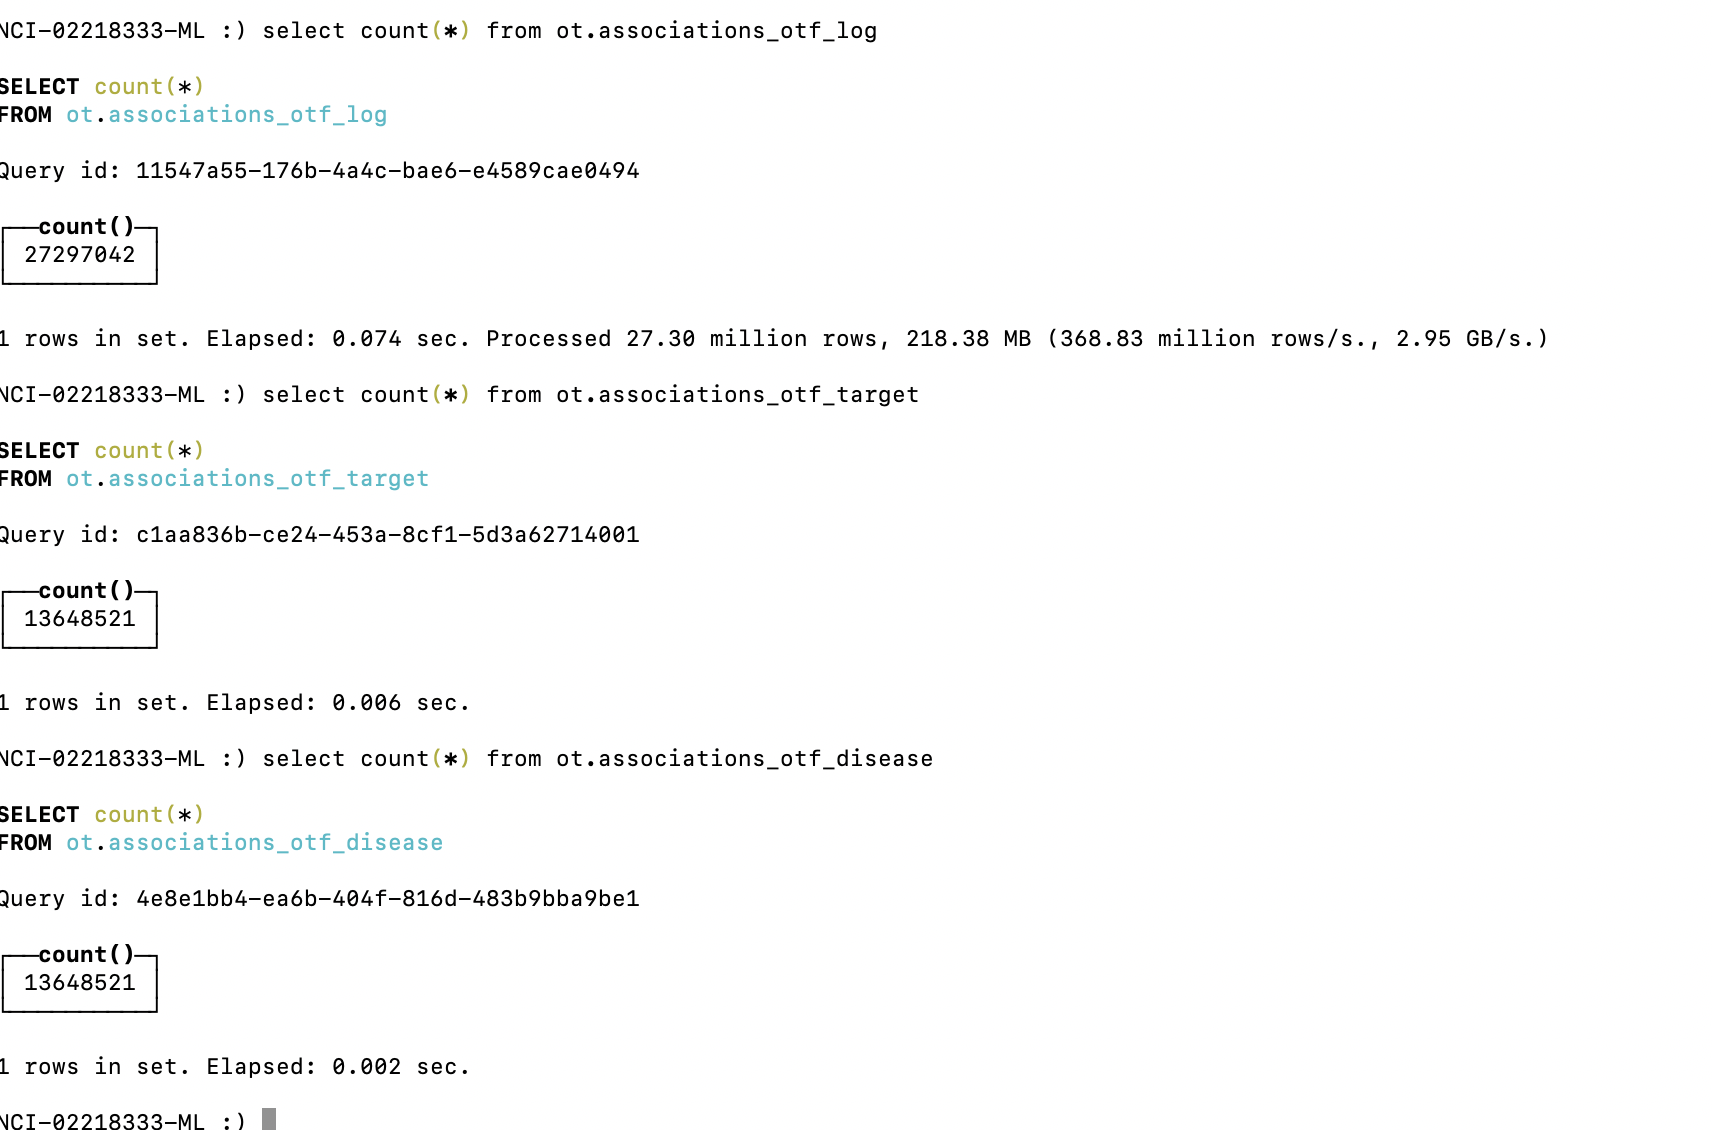 NCI-02218333-ML :) select count(*) from ot.associations_otf_log
SELECT count(*)
FROM ot.associations_otf_log
Query id: 11547a55-176b-4a4c-bae6-e4589cae0494
count()
27297042
1 rows in set. Elapsed: 0.074 sec. Processed 27.30 million rows, 218.38 MB (368.83 million rows/s., 2.95 GB/s.)
NCI-02218333-ML :) select count(*) from ot.associations_otf_target
SELECT count(*)
FROM ot.associations_otf_target
Query id: c1aa836b-ce24-453a-8cf1-5d3a62714001
count()
13648521
1 rows in set. Elapsed: 0.006 sec.
NCI-02218333-ML :) select count(*) from ot.associations_otf_disease
SELECT count(*)
FROM ot.associations_otf_disease
Query id: 4e8e1bb4-ea6b-404f-816d-483b9bba9be1
count()
13648521
1 rows in set. Elapsed: 0.002 sec.
NCI-02218333-ML :)